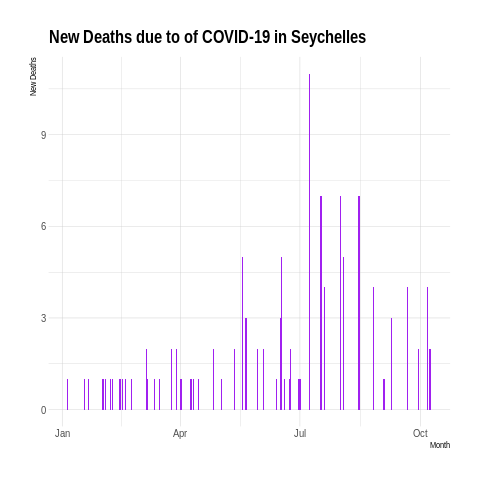 New Deaths due to of COVID-19 in Seychelles
New Deaths
9
6
3
0
Jan Apr Jul Oct
Month